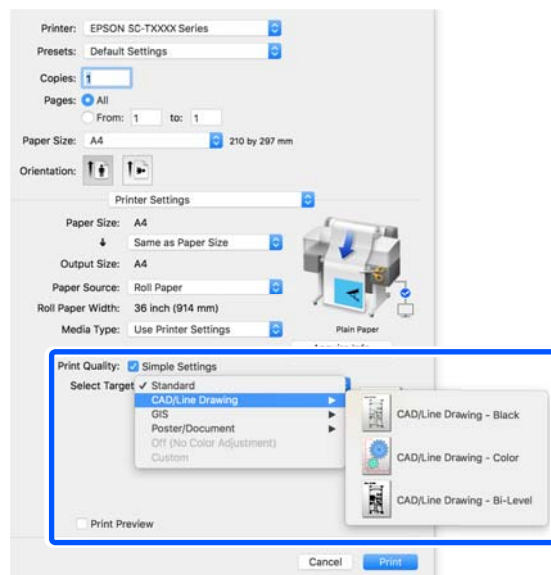 Printer: EPSON SC-TXXXX Series
Presets: Default Settings
Copies: 1
Pages: All
From: 1 to: 1
Paper Size: A4 210 by 297 mm
Orientation:
Printer Settings
Paper Size: A4
Same as Paper Size
Output Size: A4
Paper Source: Roll Paper
Roll Paper Width: 36 inch (914 mm)
Media Type: Use Printer Settings
Plain Paper
Print Quality: Simple Settings
Select Target
Standard
CAD/Line Drawing
GIS
Poster/Document
Off (No Color Adjustment)
Custom
CAD/Line Drawing - Black
CAD/Line Drawing - Color
CAD/Line Drawing - Bi-Level
Print Preview
Cancel Print